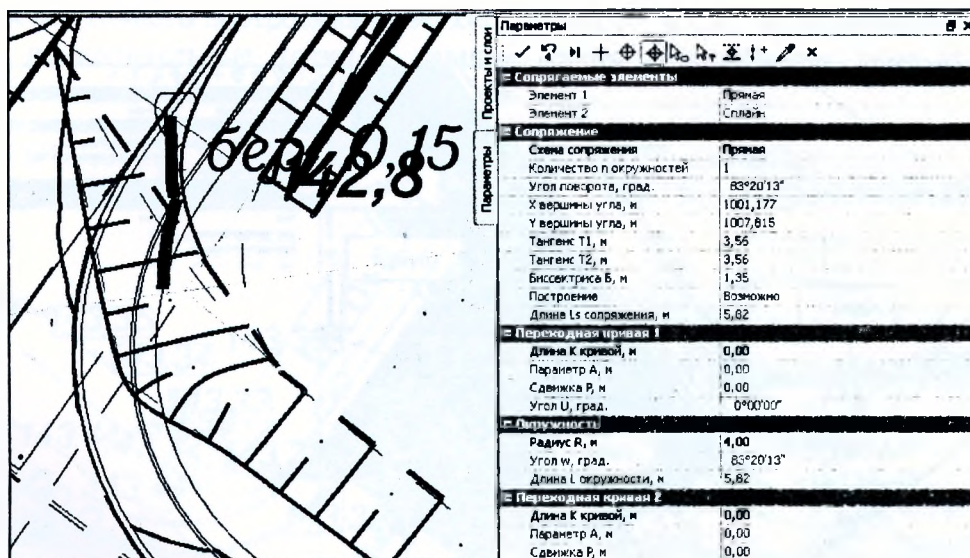 Параметры
Проекты и слои
Параметры
Сопрягаемые элементы
Элемент 1 Прямая
Элемент 2 Сплайн
Сопряжение
Схема сопряжения Прямая
Количество n окружностей 1
Угол поворота, град. 83°20'13"
X вершины угла, м 1001,177
Y вершины угла, м 1007,815
Тангенс T1, м 3,56
Тангенс T2, м 3,56
Биссектриса Б, м 1,35
Построение Возможно
Длина Ls сопряжения, м 5,82
Переходная кривая 1
Длина К кривой, м 0,00
Параметр А, м 0,00
Сдвижка Р, м 0,00
Угол U, град. 0°00'00"
Окружность
Радиус R, м 4,00
Угол w, град. 83°20'13"
Длина L окружности, м 5,82
Переходная кривая 2
Длина К кривой, м 0,00
Параметр А, м 0,00
Сдвижка Р, м 0,00
0,15
42,8